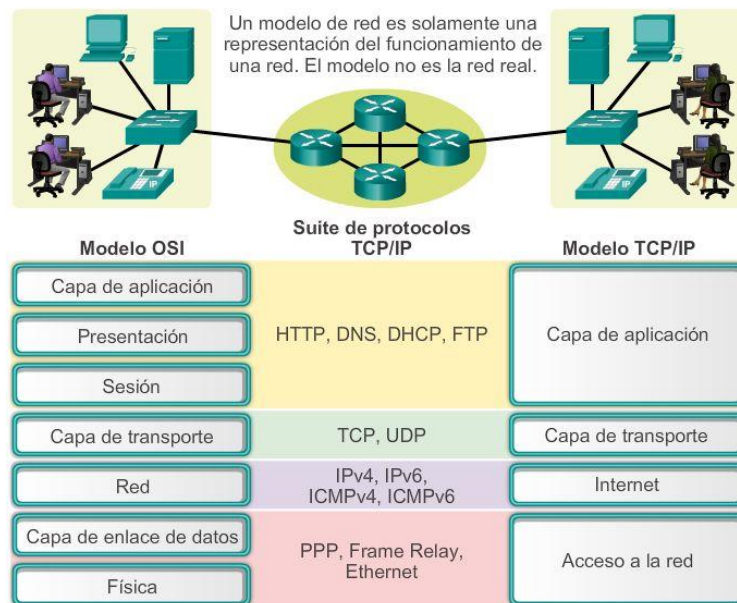 Un modelo de red es solamente una
representación del funcionamiento de
una red. El modelo no es la red real.
IP
IP
Modelo OSI
Suite de protocolos
TCP/IP
Modelo TCP/IP
Capa de aplicación
Presentación
Sesión
HTTP, DNS, DHCP, FTP
Capa de aplicación
Capa de transporte
TCP, UDP
Capa de transporte
Red
IPv4, IPv6,
ICMPv4, ICMPv6
Internet
Capa de enlace de datos
Física
PPP, Frame Relay,
Ethernet
Acceso a la red